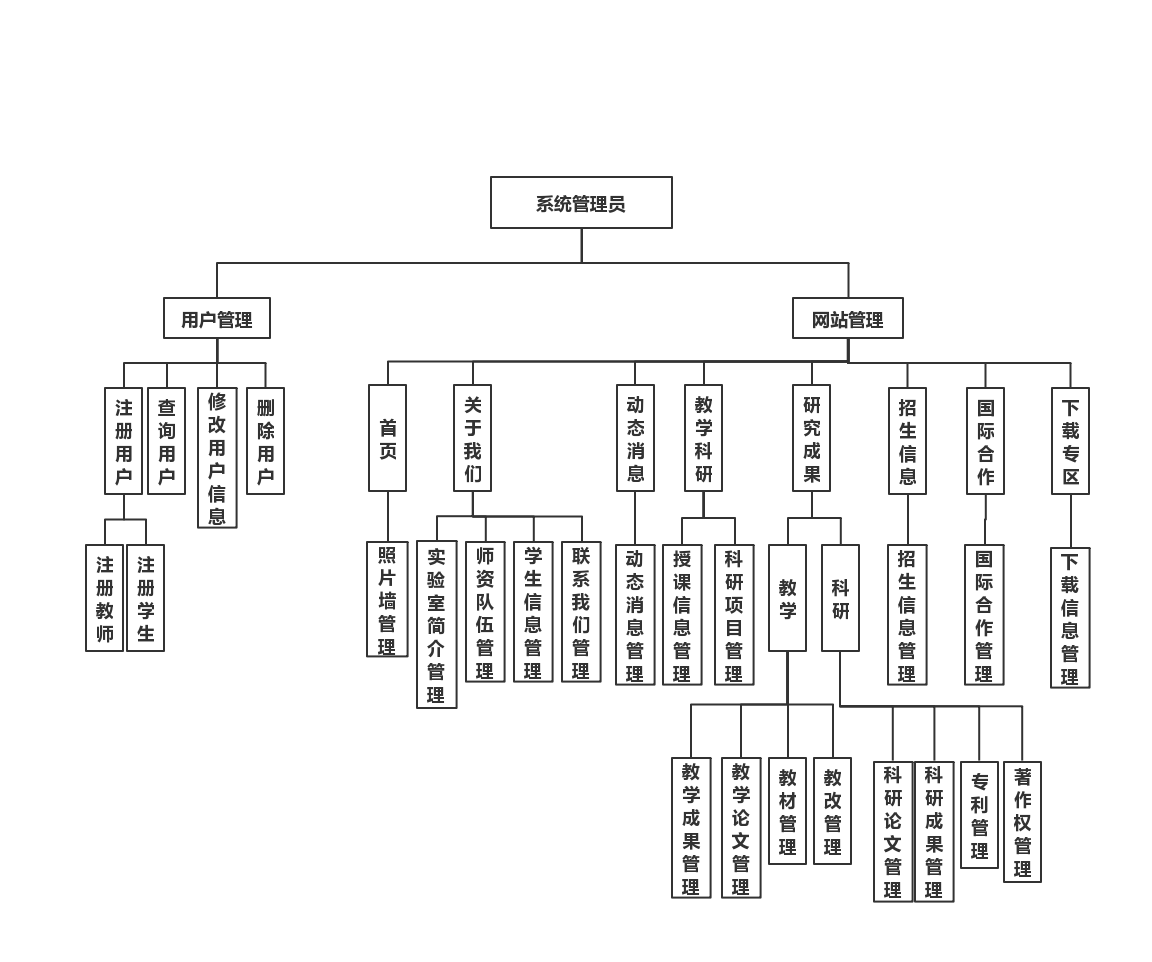 系统管理员
用户管理
网站管理
注册用户
查询用户
修改用户信息
删除用户
首页
关于我们
动态消息
教学科研
研究成果
招生信息
国际合作
下载专区
注册教师
注册学生
照片墙管理
实验室简介管理
师资队伍管理
学生信息管理
联系我们管理
动态消息管理
授课信息管理
科研项目管理
教学
科研
招生信息管理
国际合作管理
下载信息管理
教学成果管理
教学论文管理
教材管理
教改管理
科研论文管理
科研成果管理
专利管理
著作权管理